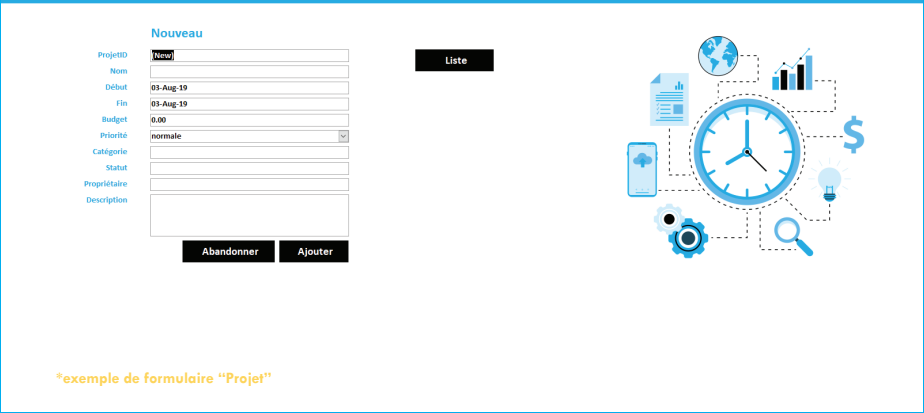 Nouveau
ProjetID [New]
Nom
Début 03-Aug-19
Fin 03-Aug-19
Budget 0.00
Priorité normale
Catégorie
Statut
Propriétaire
Description
Abandonner Ajouter
Liste
$
*exemple de formulaire “Projet”